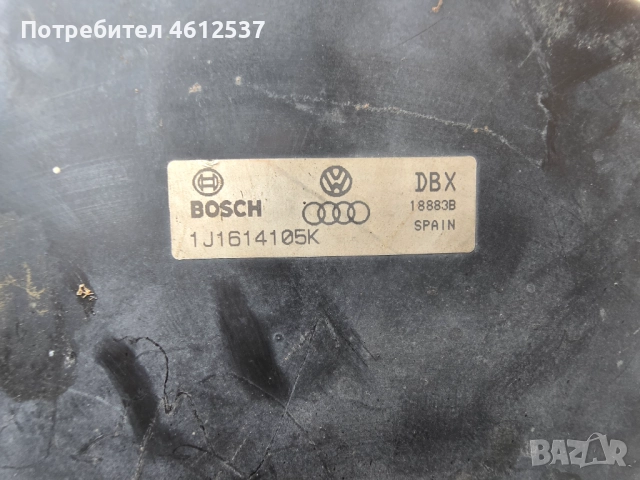 Потребител 4612537
DBX
BOSCH 18883B
1J1614105K SPAIN
BAZAR